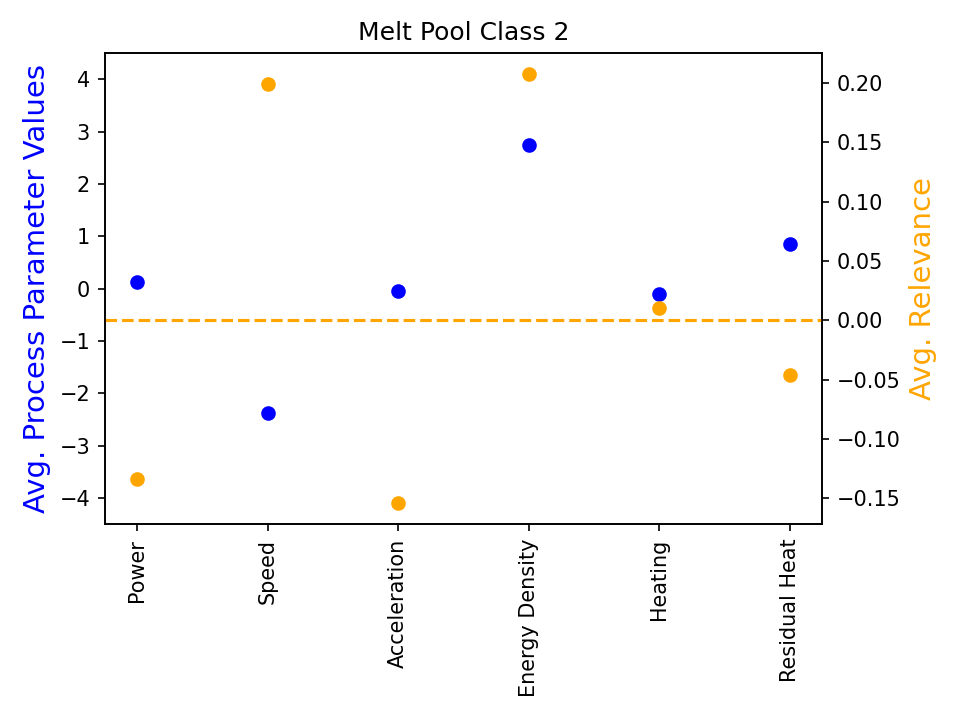 Melt Pool Class 2
Avg. Process Parameter Values
4
3
2
1
0
−1
−2
−3
−4
0.20
0.15
0.10
0.05
0.00
−0.05
−0.10
−0.15
Avg. Relevance
Power
Speed
Acceleration
Energy Density
Heating
Residual Heat